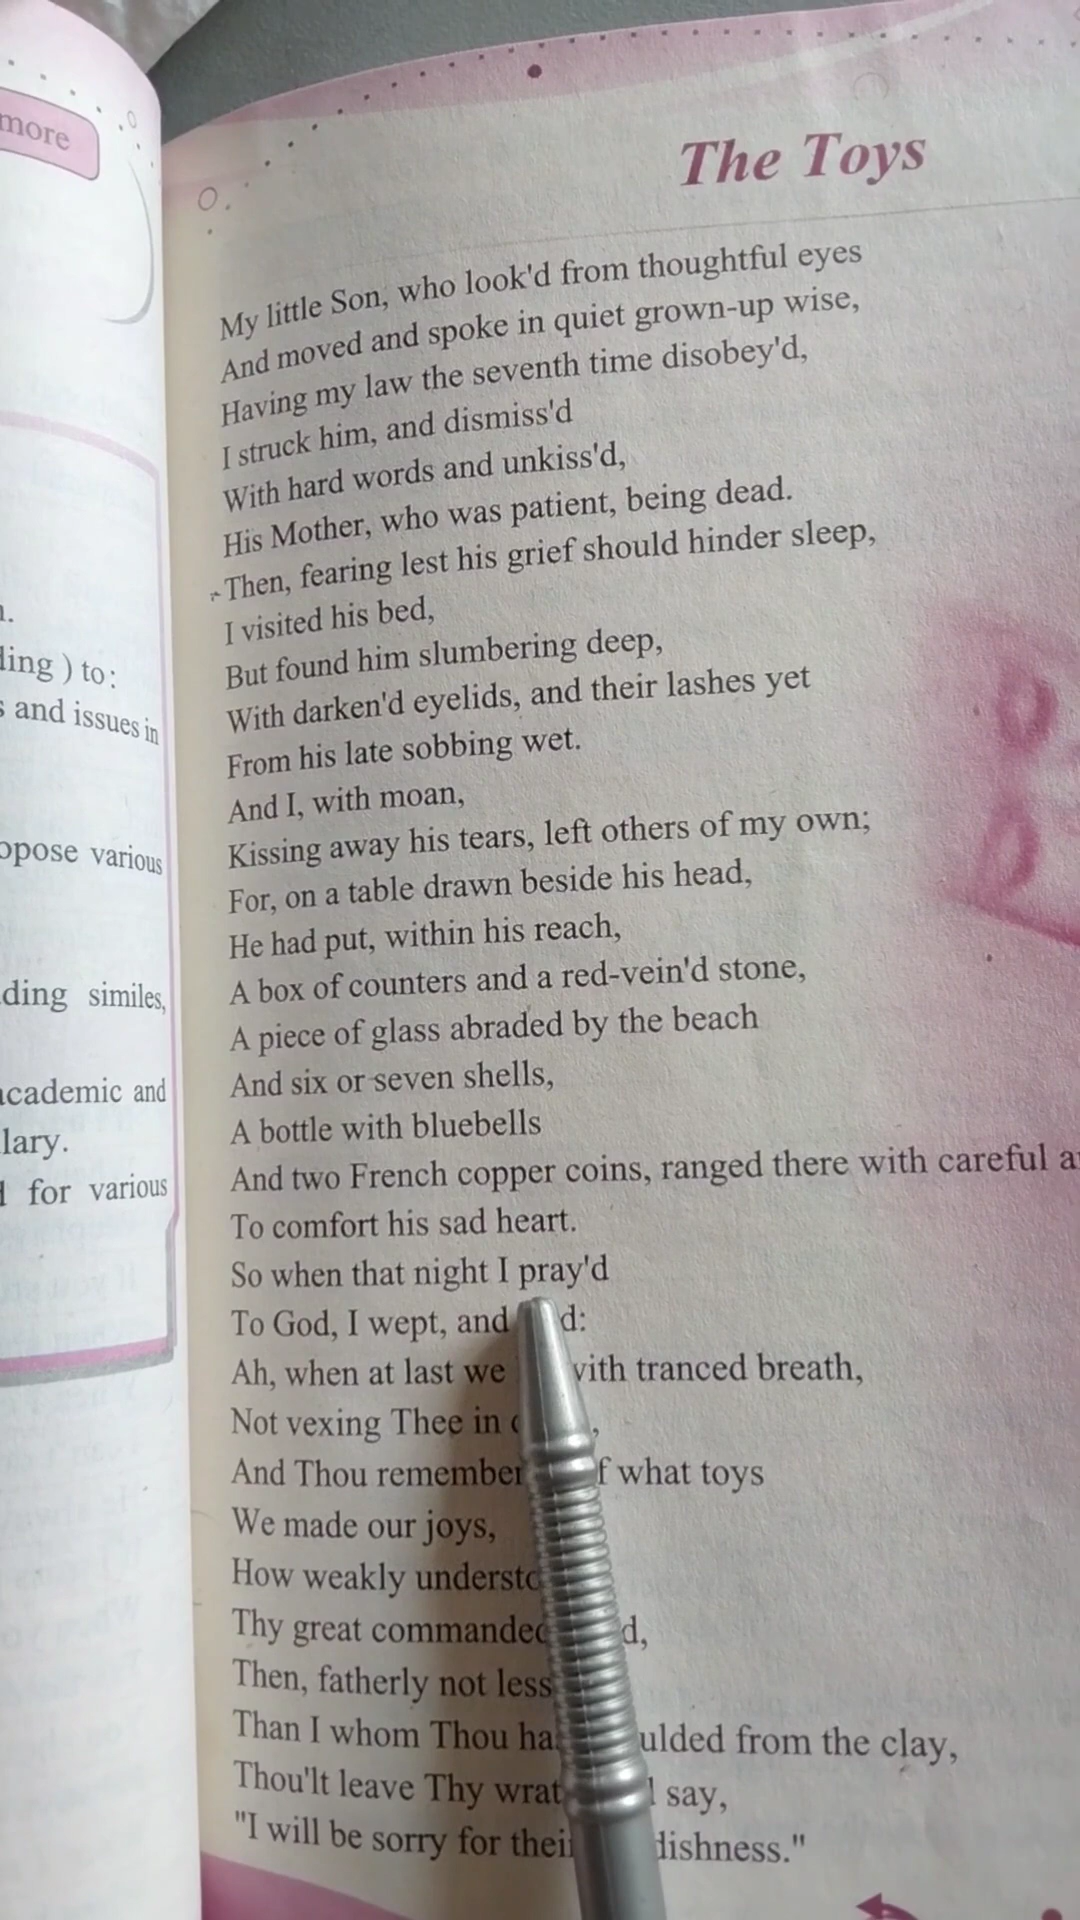 more
ding ) to:
and issues in
various
ding similes,
academic and
for various
The Toys
My little Son, who look'd from thoughtful eyes
And moved and spoke in quiet grown-up wise,
Having my law the seventh time disobey'd,
I struck him, and dismiss'd
With hard words and unkiss'd,
His Mother, who was patient, being dead.
Then, fearing lest his grief should hinder sleep,
I visited his bed,
But found him slumbering deep,
With darken'd eyelids, and their lashes yet
From his late sobbing wet.
And I, with moan,
Kissing away his tears, left others of my own;
For, on a table drawn beside his head,
He had put, within his reach,
A box of counters and a red-vein'd stone,
A piece of glass abraded by the beach
And six or seven shells,
A bottle with bluebells
And two French copper coins, ranged there with careful
To comfort his sad heart.
So when that night I pray'd
To God, I wept, and
Ah, when at last we with tranced breath,
Not vexing Thee in
And Thou what toys
We made our joys,
How weakly
Thy great
Then, fatherly not less
Than I whom Thou from the clay,
Thou'lt leave Thy say,
"I will be sorry for